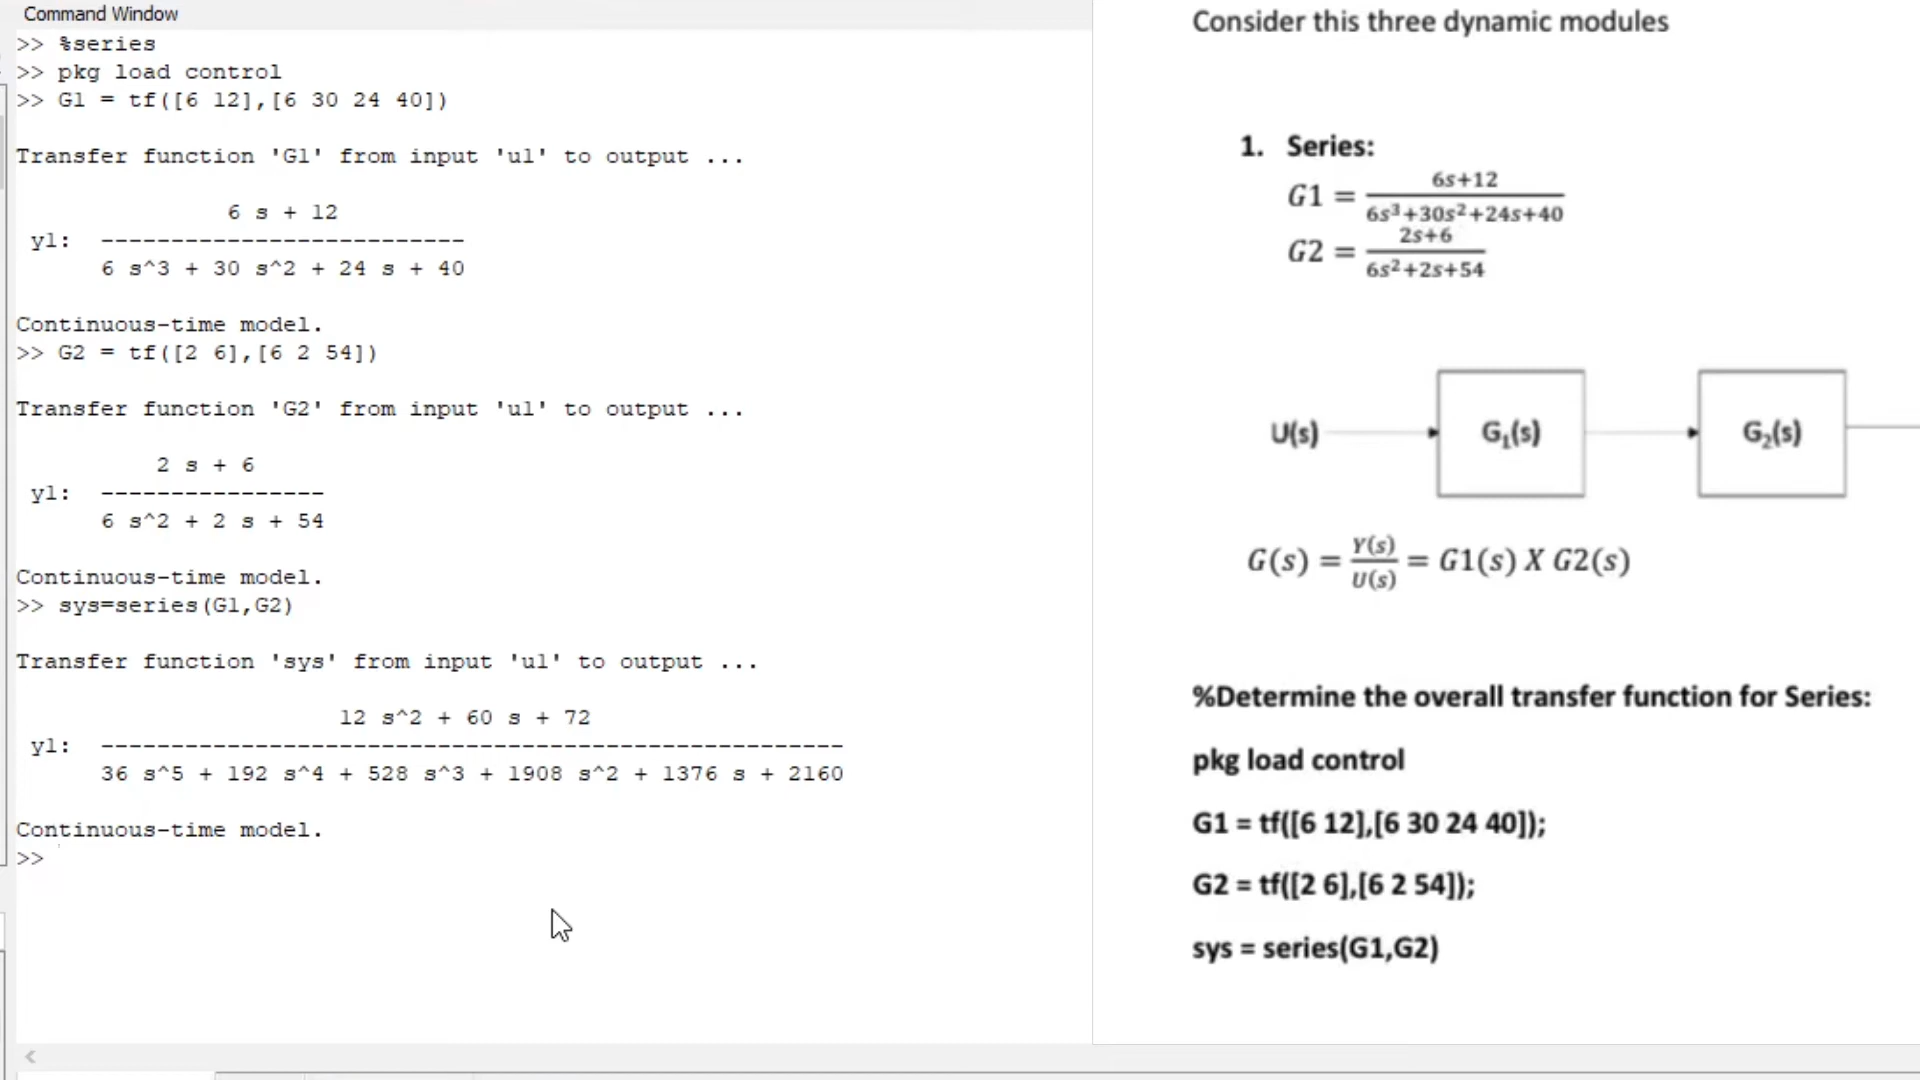 Command Window
>> %series
>> pkg load control
>> G1 = tf([6 12],[6 30 24 40])
Transfer function 'G1' from input 'u1' to output ...
6 s + 12
y1: --------------------------
6 s^3 + 30 s^2 + 24 s + 40
Continuous-time model.
>> G2 = tf([2 6],[6 2 54])
Transfer function 'G2' from input 'u1' to output ...
2 s + 6
y1: ----------------
6 s^2 + 2 s + 54
Continuous-time model.
>> sys=series(G1,G2)
Transfer function 'sys' from input 'u1' to output ...
12 s^2 + 60 s + 72
y1: -----------------------------------------------------
36 s^5 + 192 s^4 + 528 s^3 + 1908 s^2 + 1376 s + 2160
Continuous-time model.
>>
Consider this three dynamic modules
1. Series:
G1 = 6s+12 / 6s³+30s²+24s+40
G2 = 2s+6 / 6s²+2s+54
U(s) G₁(s) G₂(s)
G(s) = Y(s) / U(s) = G1(s) X G2(s)
%Determine the overall transfer function for Series:
pkg load control
G1 = tf([6 12],[6 30 24 40]);
G2 = tf([2 6],[6 2 54]);
sys = series(G1,G2)